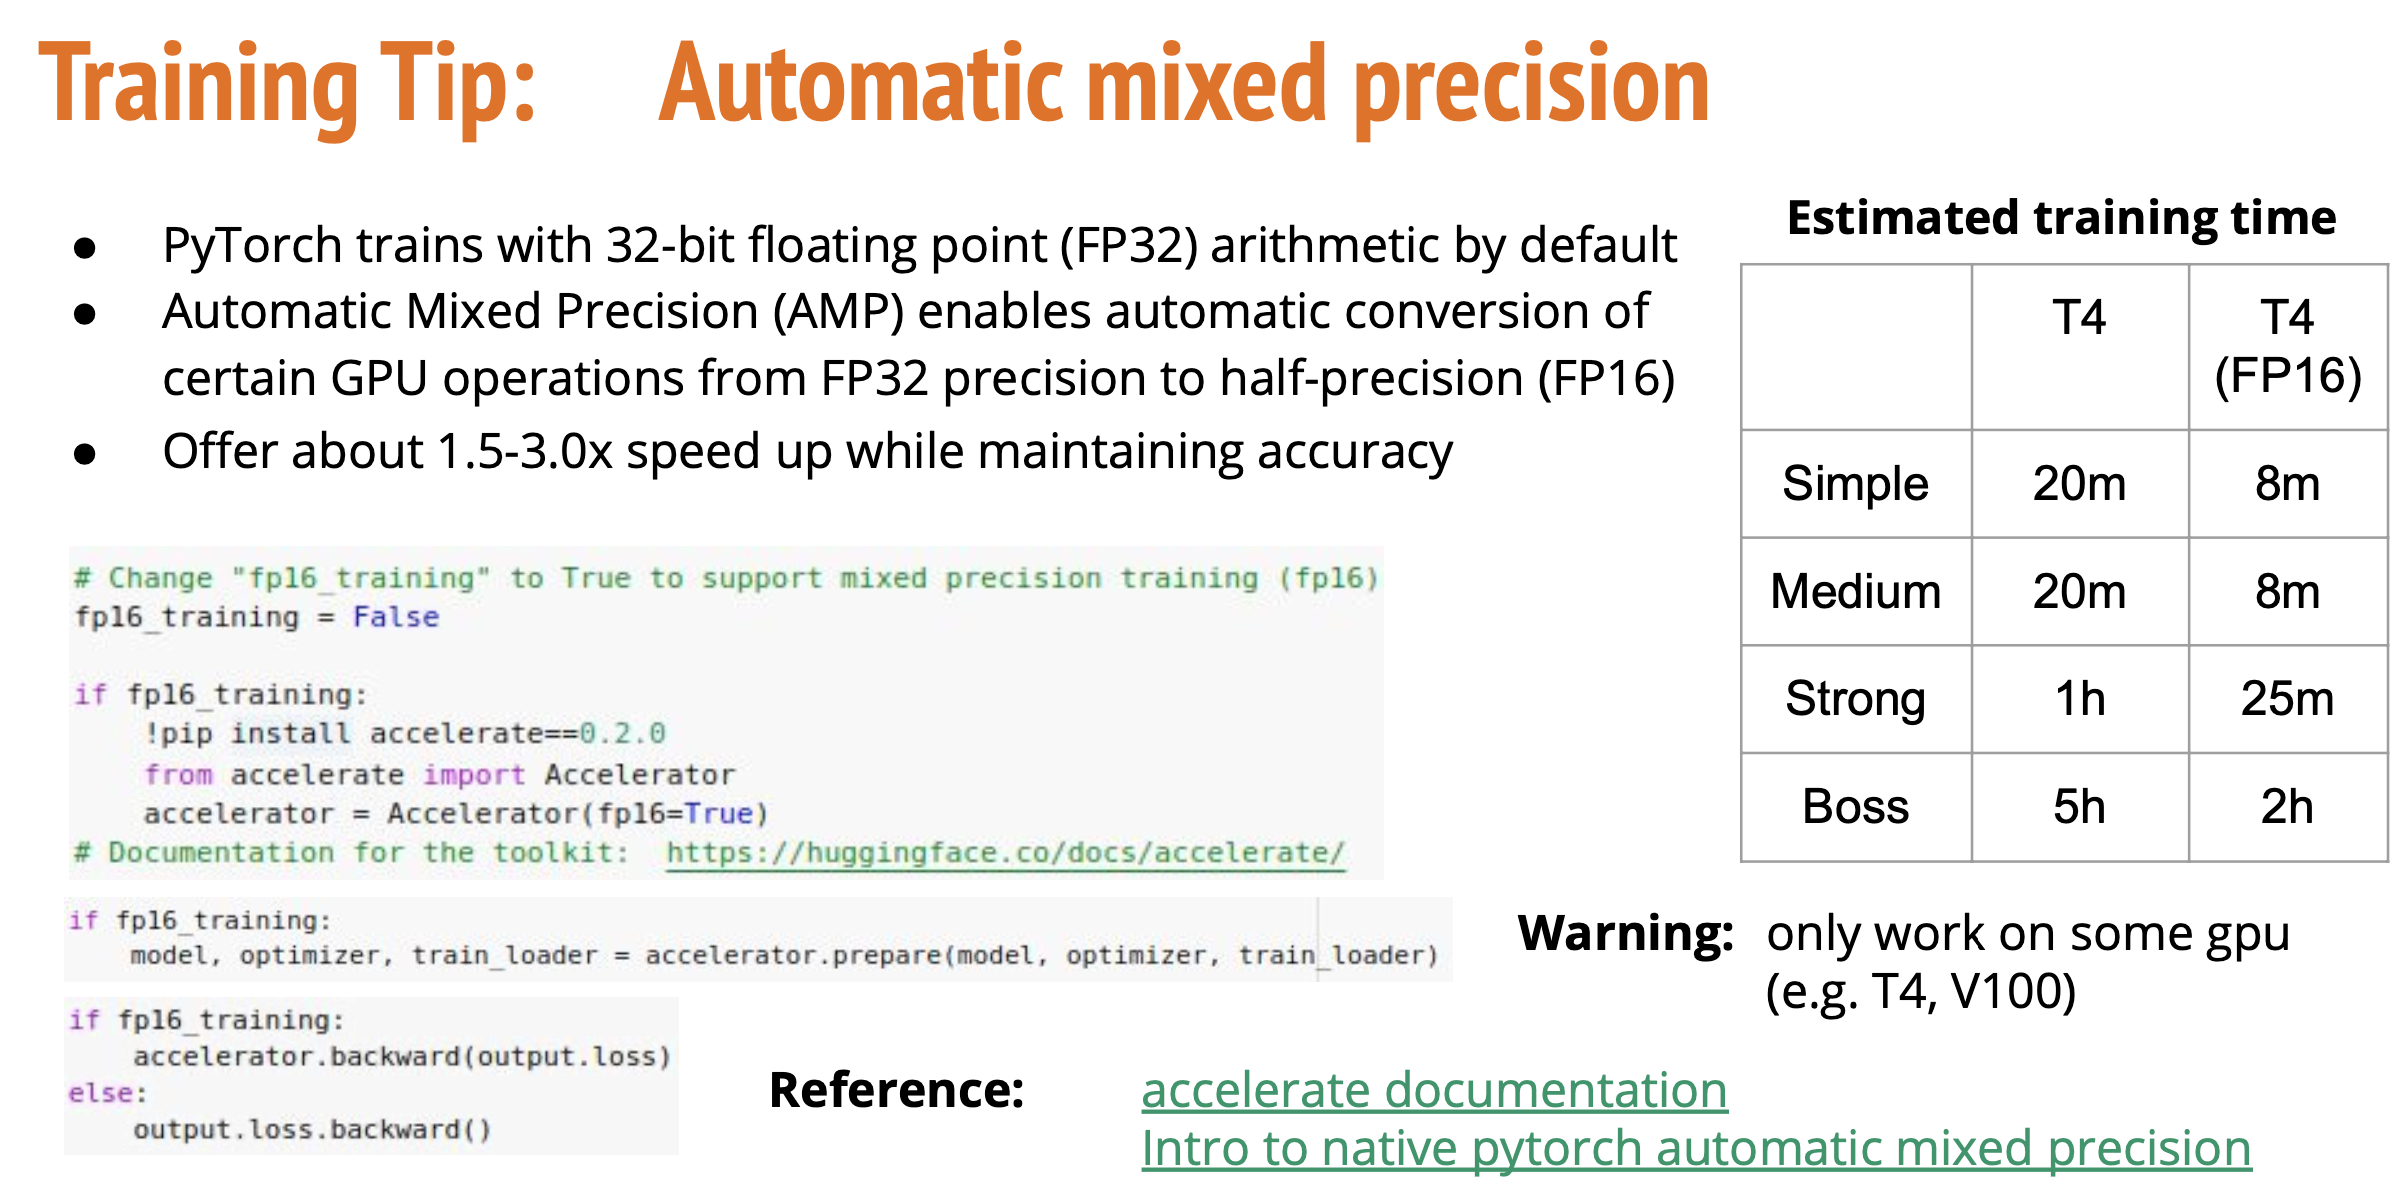 Training Tip: Automatic mixed precision
● PyTorch trains with 32-bit floating point (FP32) arithmetic by default
● Automatic Mixed Precision (AMP) enables automatic conversion of
certain GPU operations from FP32 precision to half-precision (FP16)
● Offer about 1.5-3.0x speed up while maintaining accuracy
# Change "fp16_training" to True to support mixed precision training (fp16)
fp16_training = False
if fp16_training:
    !pip install accelerate==0.2.0
    from accelerate import Accelerator
    accelerator = Accelerator(fp16=True)
# Documentation for the toolkit:  https://huggingface.co/docs/accelerate/
if fp16_training:
    model, optimizer, train_loader = accelerator.prepare(model, optimizer, train_loader)
if fp16_training:
    accelerator.backward(output.loss)
else:
    output.loss.backward()
Estimated training time
T4 T4
(FP16)
Simple 20m 8m
Medium 20m 8m
Strong 1h 25m
Boss 5h 2h
Warning: only work on some gpu
(e.g. T4, V100)
Reference: accelerate documentation
Intro to native pytorch automatic mixed precision